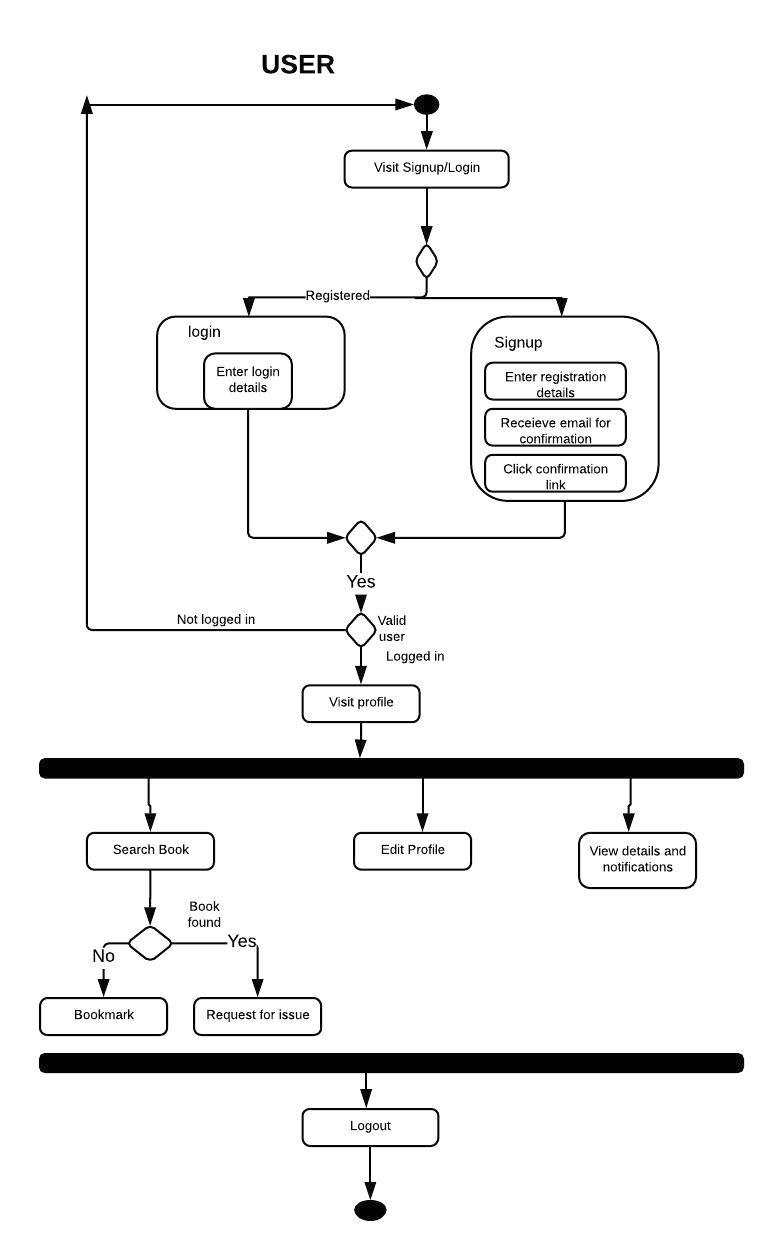 USER
Visit Signup/Login
Registered
login
Enter login
details
Signup
Enter registration
details
Receieve email for
confirmation
Click confirmation
link
Yes
Not logged in
Valid
user
Logged in
Visit profile
Search Book
Edit Profile
View details and
notifications
Book
found
No
Yes
Bookmark
Request for issue
Logout